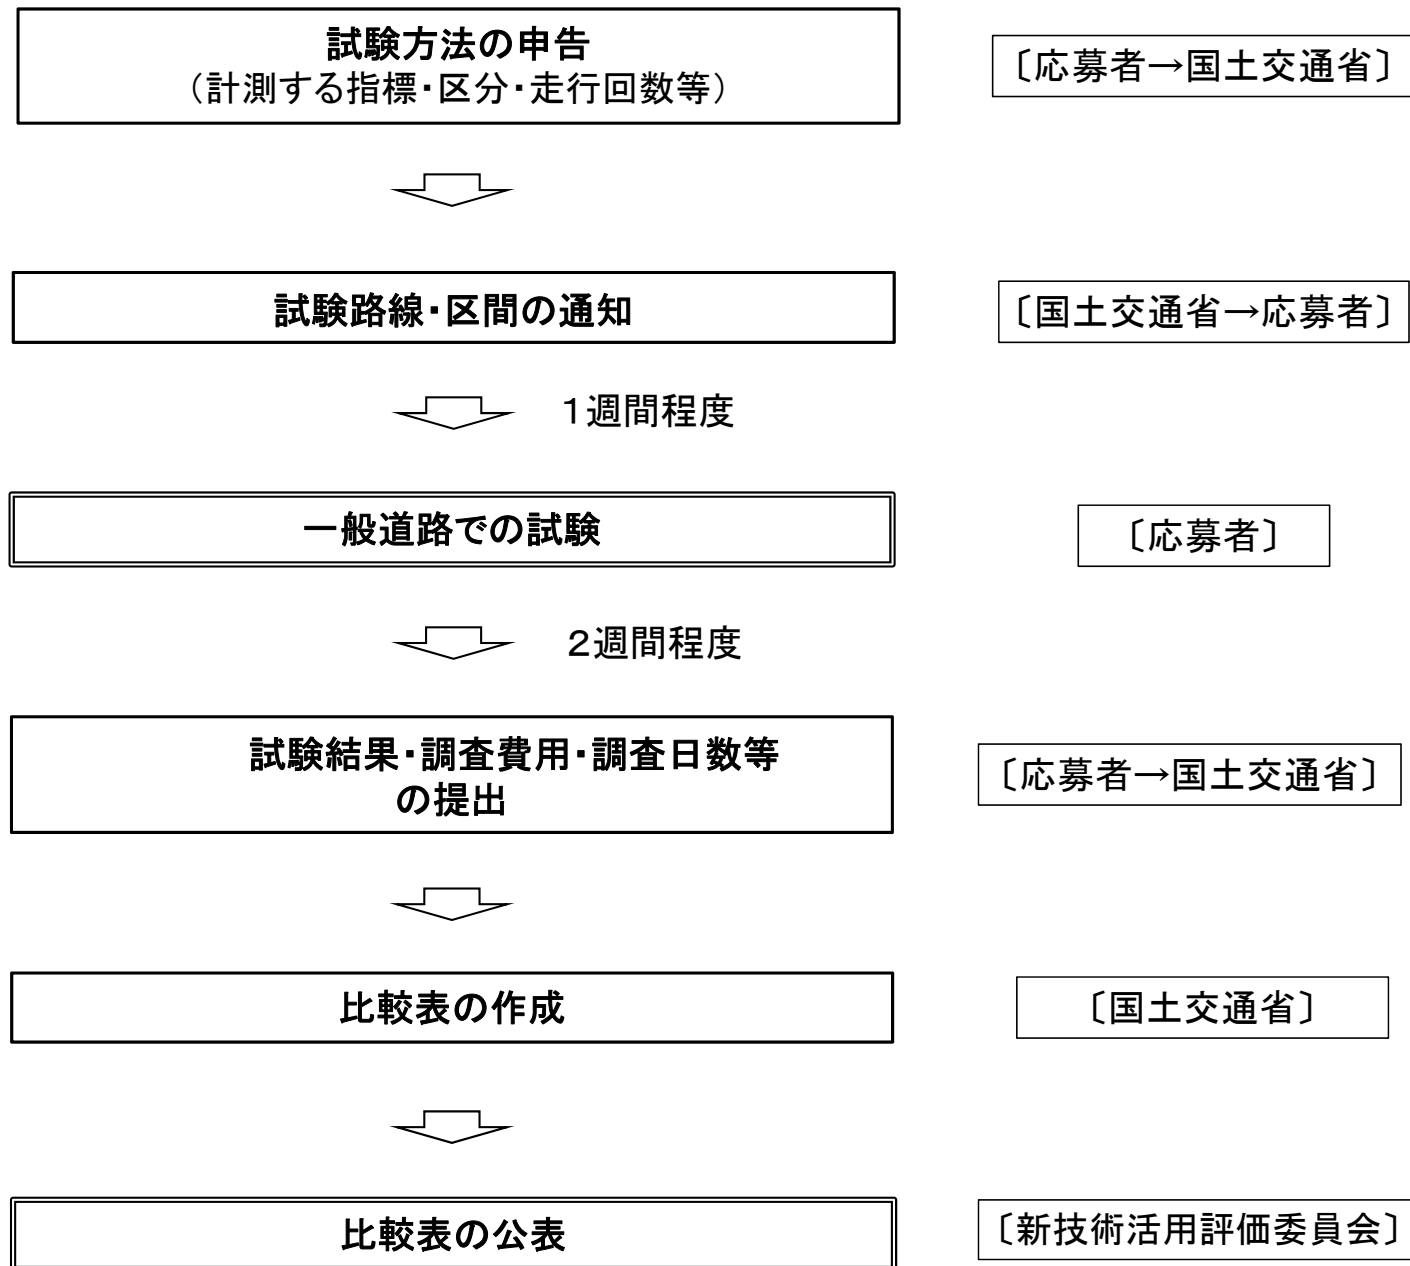 試験方法の申告
（計測する指標・区分・走行回数等）
〔応募者→国土交通省〕
試験路線・区間の通知
〔国土交通省→応募者〕
１週間程度
一般道路での試験
〔応募者〕
２週間程度
試験結果・調査費用・調査日数等
の提出
〔応募者→国土交通省〕
比較表の作成
〔国土交通省〕
比較表の公表
〔新技術活用評価委員会〕